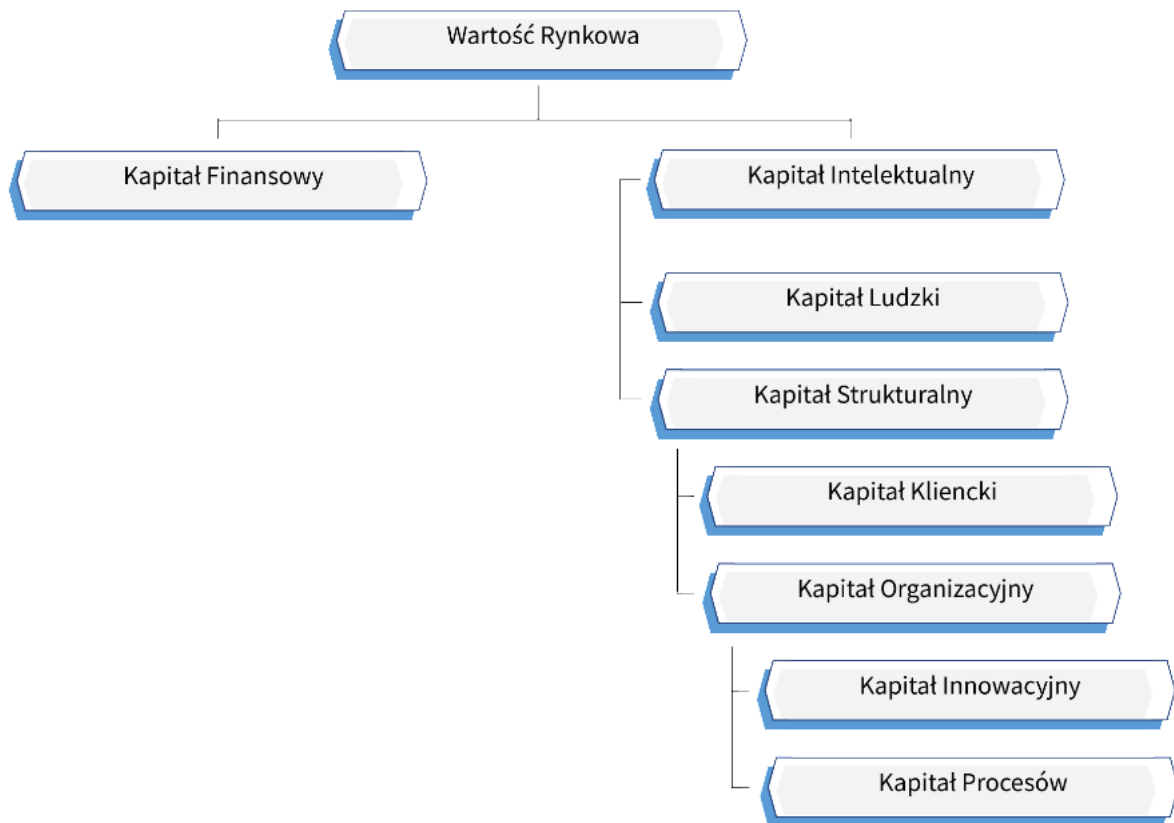 Wartość Rynkowa
Kapitał Finansowy
Kapitał Intelektualny
Kapitał Ludzki
Kapitał Strukturalny
Kapitał Kliencki
Kapitał Organizacyjny
Kapitał Innowacyjny
Kapitał Procesów